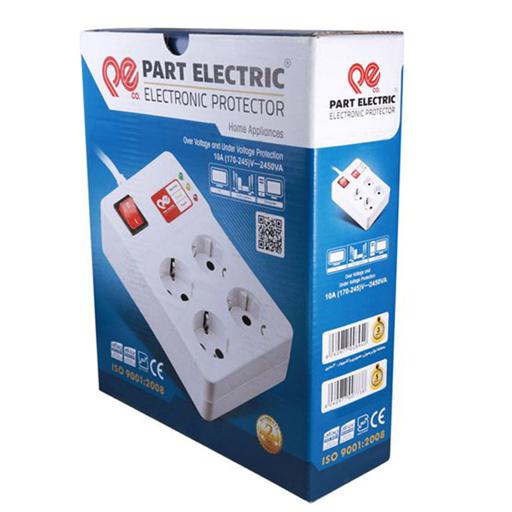 pe
co.
PART ELECTRIC®
ELECTRONIC PROTECTOR
Home Appliances
Over Voltage and Under Voltage Protection
10A (170-245)V~2450VA
ISO 9001:2008
CE
pe
co.
PART ELECTRIC
ELECTRONIC PROTECTOR
Over Voltage and
Under Voltage Protection
10A (170-245)V~2450VA
CE
ISO 9001:2008